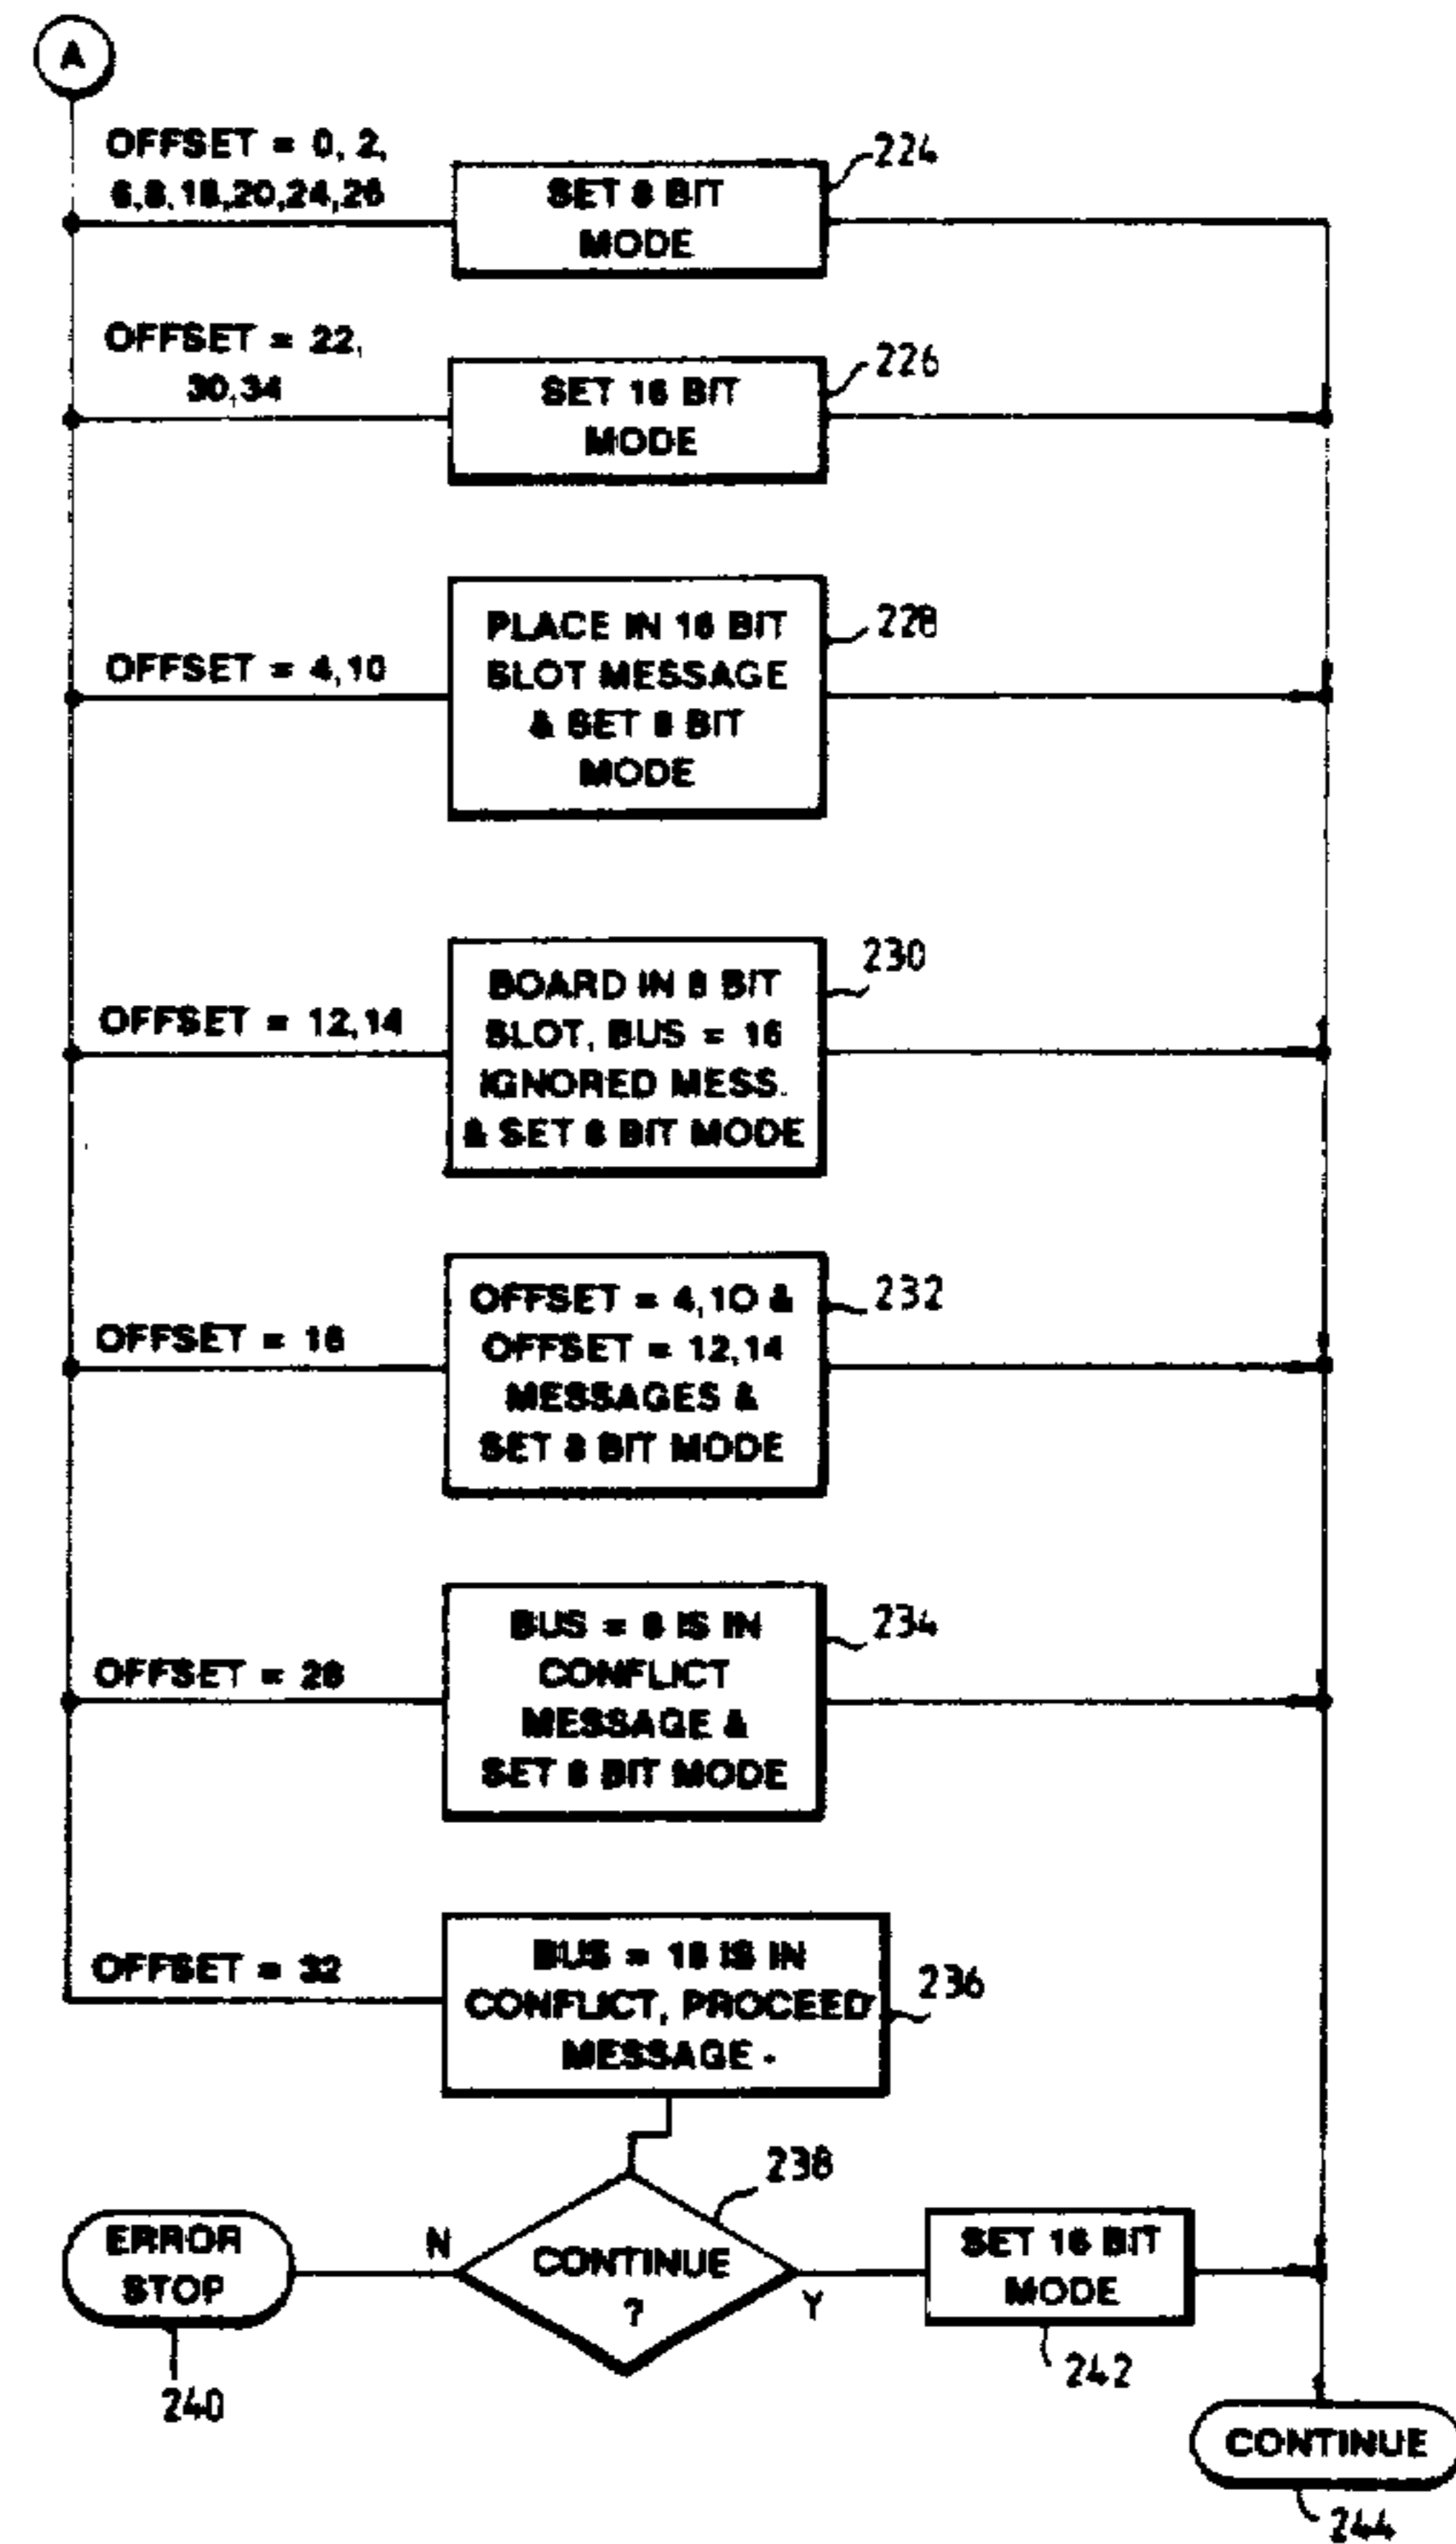 A
OFFSET = 0, 2,
6,8,18,20,24,26
SET 8 BIT
MODE
224
OFFSET = 22,
30,34
SET 16 BIT
MODE
226
OFFSET = 4,10
PLACE IN 16 BIT
SLOT MESSAGE
& SET 8 BIT
MODE
228
OFFSET = 12,14
BOARD IN 8 BIT
SLOT, BUS = 16
IGNORED MESS.
& SET 8 BIT MODE
230
OFFSET = 16
OFFSET = 4,10 &
OFFSET = 12,14
MESSAGES &
SET 8 BIT MODE
232
OFFSET = 28
BUS = 8 IS IN
CONFLICT
MESSAGE &
SET 8 BIT MODE
234
OFFSET = 32
BUS = 16 IS IN
CONFLICT, PROCEED
MESSAGE -
236
238
ERROR
STOP
N
CONTINUE
?
Y
SET 16 BIT
MODE
240
242
CONTINUE
244